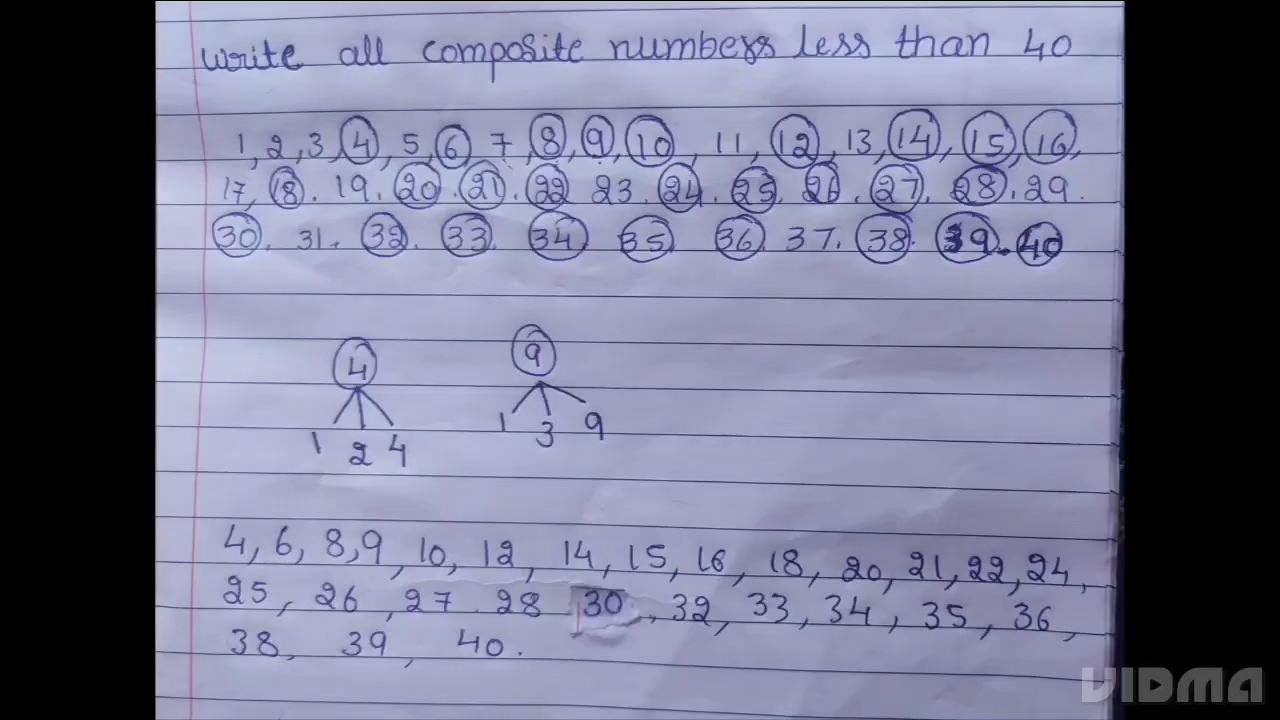 Write all composite numbers less than 40
1, 2, 3, 4, 5, 6, 7, 8, 9, 10, 11, 12, 13, 14, 15, 16,
17, 18. 19. 20. 21. 22 23. 24. 25. 26. 27. 28. 29.
30. 31. 32. 33. 34 35. 36. 37. 38. 39. 40
4 9
1 2 4 1 3 9
4, 6, 8, 9, 10, 12, 14, 15, 16, 18, 20, 21, 22, 24,
25, 26, 27 28 30, 32, 33, 34, 35, 36,
38, 39, 40.
VIDMA